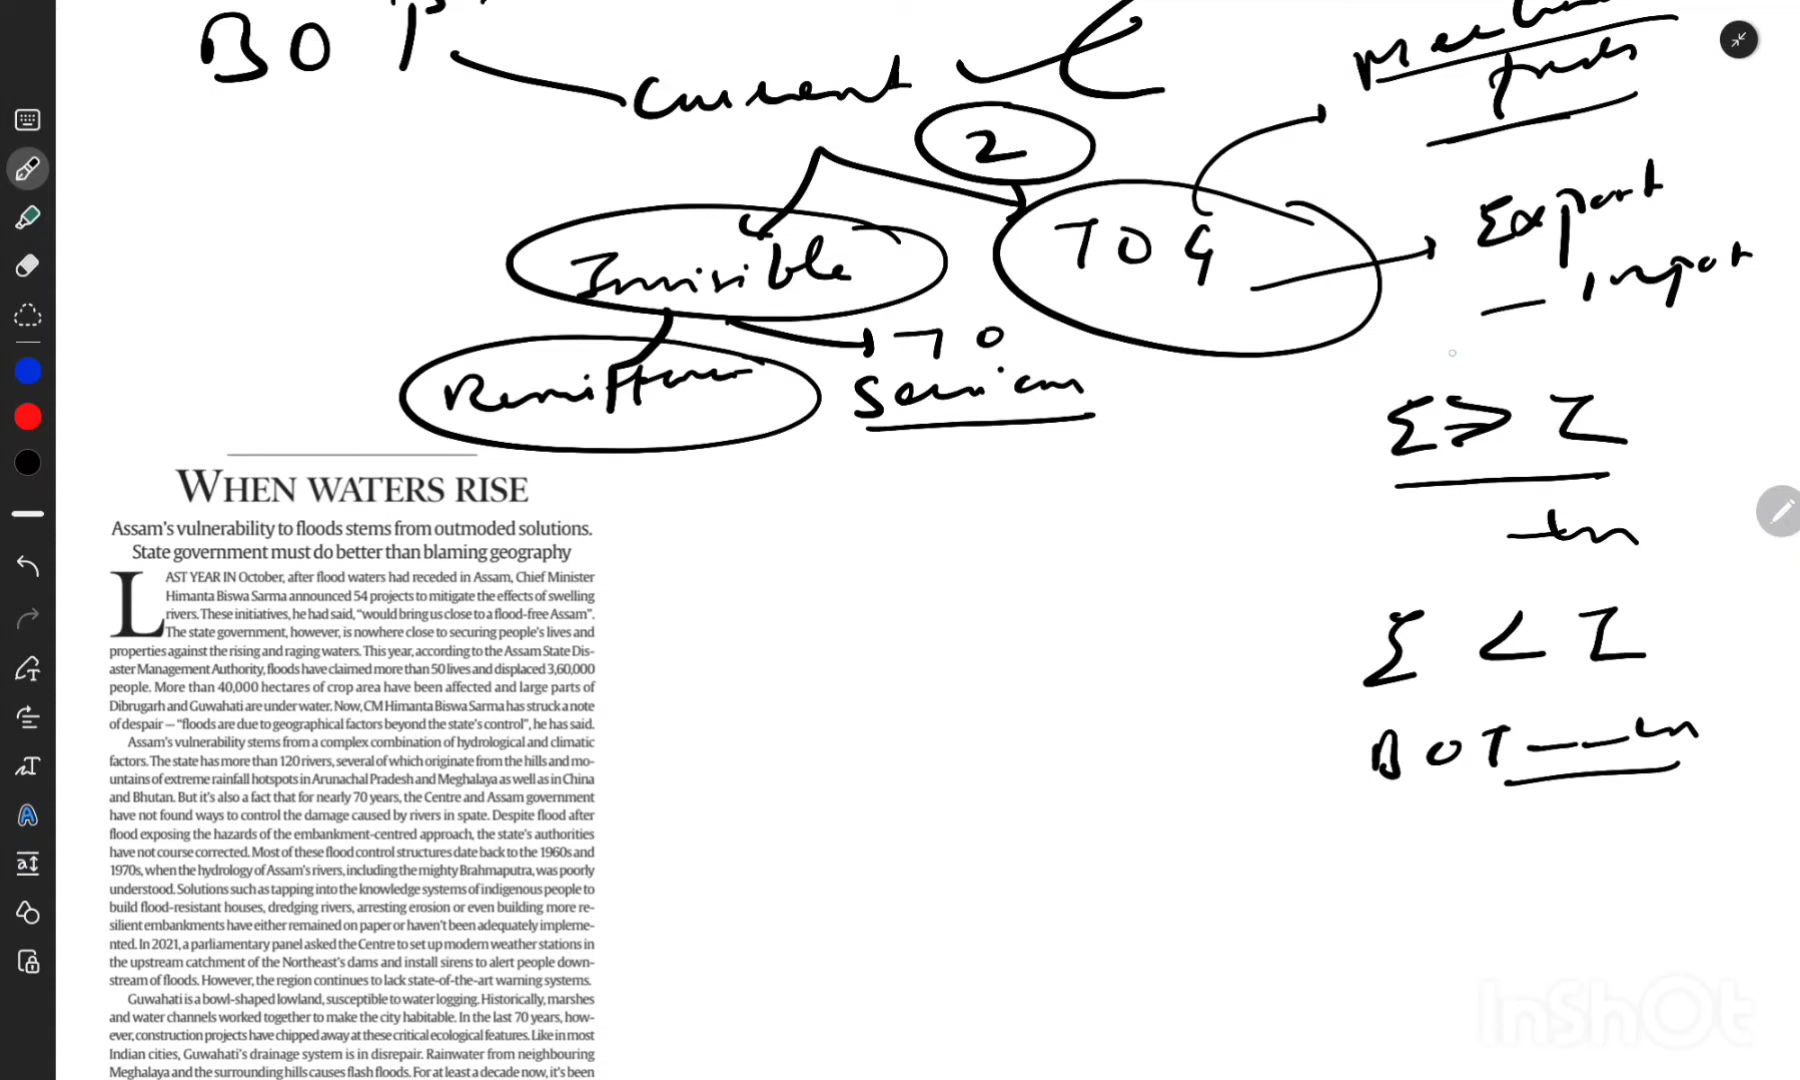 BOP
Current
2
Invisible
TOG
Export
Import
TO
Services
Remittance
E > I
+ve
E < I
BOT - - ve
WHEN WATERS RISE
Assam's vulnerability to floods stems from outmoded solutions.
State government must do better than blaming geography
LAST YEAR IN October, after flood waters had receded in Assam, Chief Minister
Himanta Biswa Sarma announced 54 projects to mitigate the effects of swelling
rivers. These initiatives, he had said, "would bring us close to a flood-free Assam".
The state government, however, is nowhere close to securing people's lives and
properties against the rising and raging waters. This year, according to the Assam State Dis-
aster Management Authority, floods have claimed more than 50 lives and displaced 3,60,000
people. More than 40,000 hectares of crop area have been affected and large parts of
Dibrugarh and Guwahati are under water. Now, CM Himanta Biswa Sarma has struck a note
of despair — "floods are due to geographical factors beyond the state's control", he has said.
Assam's vulnerability stems from a complex combination of hydrological and climatic
factors. The state has more than 120 rivers, several of which originate from the hills and mo-
untains of extreme rainfall hotspots in Arunachal Pradesh and Meghalaya as well as in China
and Bhutan. But it's also a fact that for nearly 70 years, the Centre and Assam government
have not found ways to control the damage caused by rivers in spate. Despite flood after
flood exposing the hazards of the embankment-centred approach, the state's authorities
have not course corrected. Most of these flood control structures date back to the 1960s and
1970s, when the hydrology of Assam's rivers, including the mighty Brahmaputra, was poorly
understood. Solutions such as tapping into the knowledge systems of indigenous people to
build flood-resistant houses, dredging rivers, arresting erosion or even building more re-
silient embankments have either remained on paper or haven't been adequately impleme-
nted. In 2021, a parliamentary panel asked the Centre to set up modern weather stations in
the upstream catchment of the Northeast's dams and install sirens to alert people down-
stream of floods. However, the region continues to lack state-of-the-art warning systems.
Guwahati is a bowl-shaped lowland, susceptible to water logging. Historically, marshes
and water channels worked together to make the city habitable. In the last 70 years, how-
ever, construction projects have chipped away at these critical ecological features. Like in most
Indian cities, Guwahati's drainage system is in disrepair. Rainwater from neighbouring
Meghalaya and the surrounding hills causes flash floods. For at least a decade now, it's been
InShOt